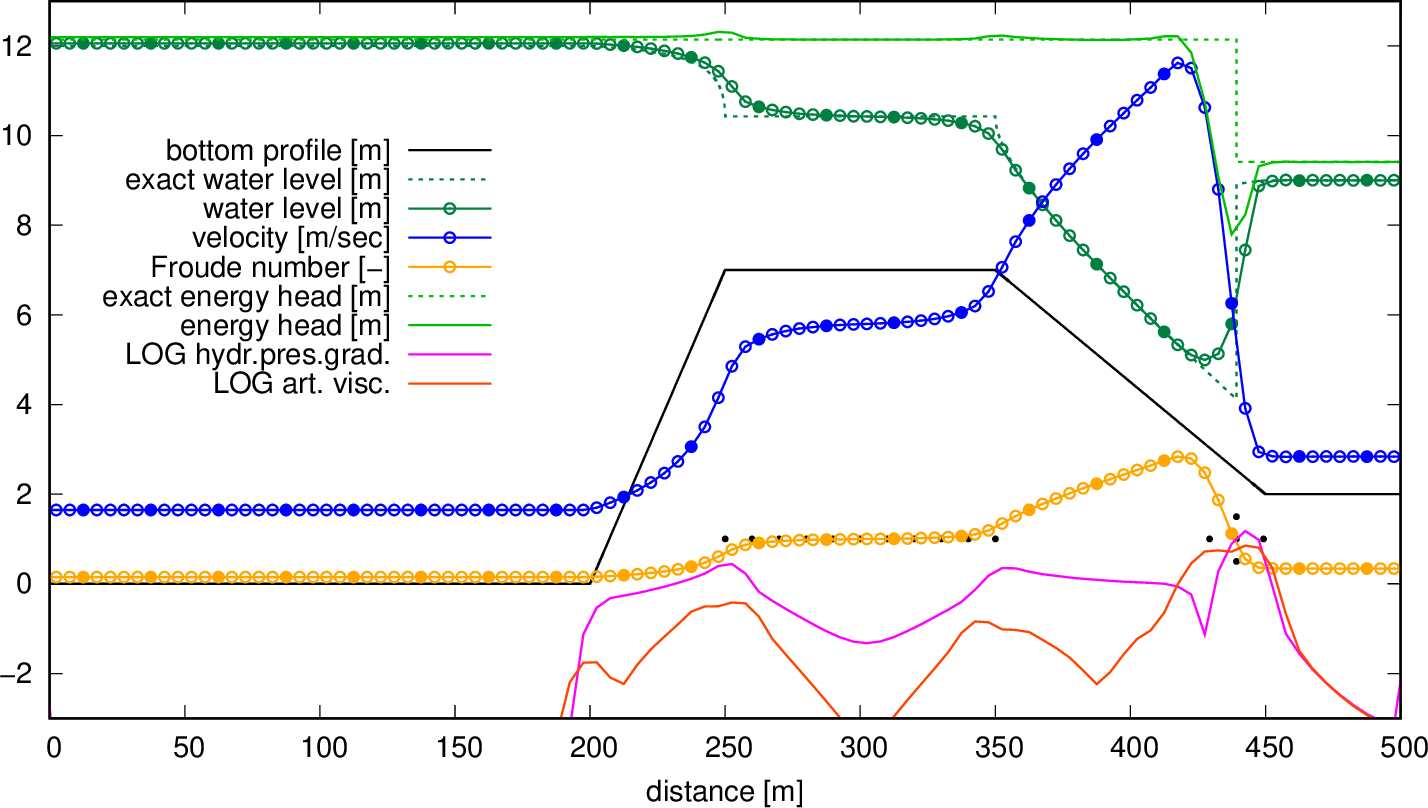 12
10
8
6
4
2
0
−2
bottom profile [m]
exact water level [m]
water level [m]
velocity [m/sec]
Froude number [−]
exact energy head [m]
energy head [m]
LOG hydr.pres.grad.
LOG art. visc.
0 50 100 150 200 250 300 350 400 450 500
distance [m]